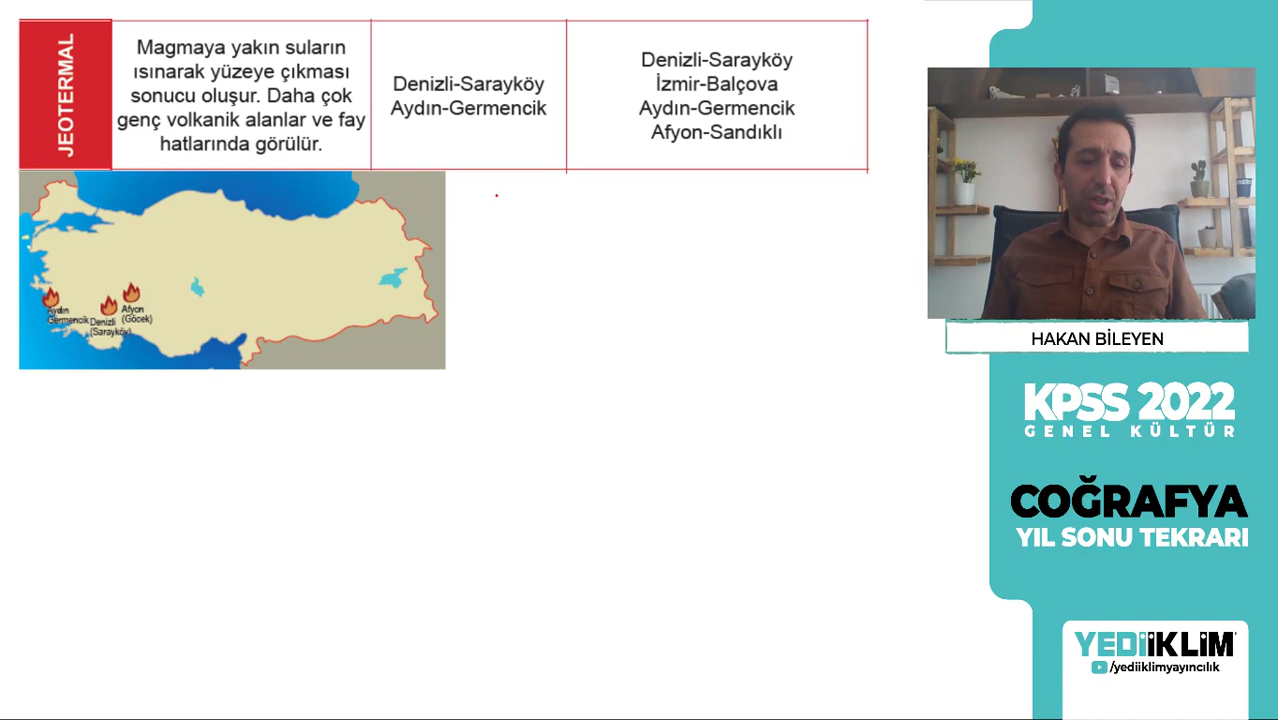 JEOTERMAL
Magmaya yakın suların
ısınarak yüzeye çıkması
sonucu oluşur. Daha çok
genç volkanik alanlar ve fay
hatlarında görülür.
Denizli-Sarayköy
Aydın-Germencik
Denizli-Sarayköy
İzmir-Balçova
Aydın-Germencik
Afyon-Sandıklı
Aydın
Germencik
Denizli
(Sarayköy)
Afyon
(Göcek)
HAKAN BİLEYEN
KPSS 2022
GENEL KÜLTÜR
COĞRAFYA
YIL SONU TEKRARI
YEDİİKLİM
/yediiklimyayıncılık